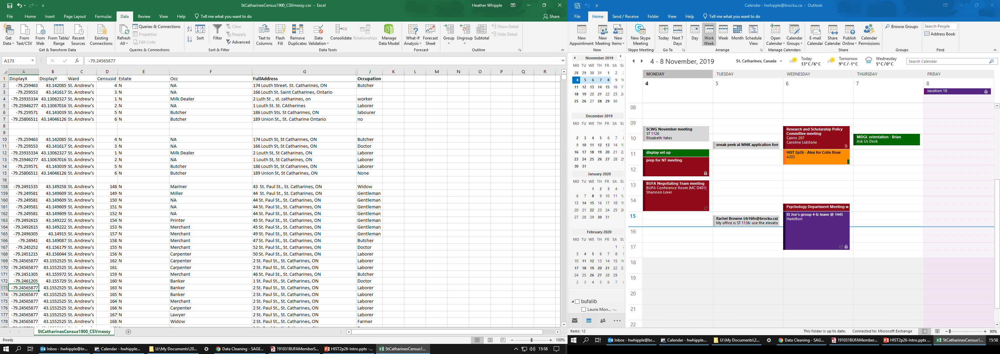 StCatharinesCensus1900_CSVmessy.csv - Excel
Heather Whipple
File Home Insert Page Layout Formulas Data Review View Help Tell me what you want to do Share
Get Data
From Text/CSV
From Web
From Table/ Range
Recent Sources
Existing Connections
Get & Transform Data
Refresh All
Queries & Connections
Properties
Edit Links
Queries & Connections
Sort
Filter
Clear
Reapply
Advanced
Sort & Filter
Text to Columns
Flash Fill
Remove Duplicates
Data Validation
Consolidate
Relationships
Manage Data Model
Data Tools
What-If Analysis
Forecast Sheet
Forecast
Group
Ungroup
Subtotal
Show Detail
Hide Detail
Outline
A173 fx -79.24565877
A B C D E F G J K L M N O P Q R
1 DisplayX DisplayY Ward Censusid Estate Occ FullAddress Occupation
2 -79.259463 43.142085 St. Andrew's 4 N NA 174 Louth Street. St. Catharines, ON Butcher
3 -79.259553 43.141617 St. Andrew's 3 N NA 166 Louth St. Saint Catharines, Ontario
4 -79.25935334 43.13062327 St. Andrew's 1 N Milk Dealer 2 Luth St ., st. catharines, on worker
5 -79.25946277 43.13067016 St. Andrew's 2 N NA 1 Louth St. St. CAtherines Laborer
6 -79.259571 43.143039 St. Andrew's 5 N Butcher 186 Louth Sts. St Catharines, ON labourer
7 -79.25806511 43.14046126 St. Andrew's 6 N Butcher 189 Union St., St. Catharine Ontario no
8
9
10 -79.259463 43.142085 St. Andrew's 4 N NA 174 Louth St, St Catharines, ON Butcher
11 -79.259553 43.141617 St. Andrew's 3 N NA 166 Louth St, St Catharines, ON Doctor
12 -79.25935334 43.13062327 St. Andrew's 1 N Milk Dealer 2 Louth St, St Catharines, ON Laborer
13 -79.25946277 43.13067016 St. Andrew's 2 N NA 1 Louth St, St Catharines, ON Laborer
14 -79.259571 43.143039 St. Andrew's 5 N Butcher 186 Louth St, St Catharines, ON Laborer
15 -79.25806511 43.14046126 St. Andrew's 6 N Butcher 189 Union St, St Catharines, ON None
16
158 -79.2491535 43.149258 St. Andrew's 148 N Mariner 43 St. Paul St., St. Catharines, ON Widow
159 -79.249581 43.149609 St. Andrew's 149 N Miller 44 St. Paul St., St. Catharines, ON Gentleman
160 -79.249581 43.149609 St. Andrew's 150 N NA 44 St. Paul St., St. Catharines, ON Gentleman
161 -79.249581 43.149609 St. Andrew's 151 N NA 44 St. Paul St., St. Catharines, ON Gentleman
162 -79.249581 43.149609 St. Andrew's 152 N NA 44 St. Paul St., St. Catharines, ON Gentleman
163 -79.2492615 43.149222 St. Andrew's 154 N Printer 45 St. Paul St., St. Catharines, ON Gentleman
164 -79.2492615 43.149222 St. Andrew's 153 N Merchant 45 St. Paul St., St. Catharines, ON Gentleman
165 -79.2496305 43.14915 St. Andrew's 157 N Merchant 49 St. Paul St., St. Catharines, ON Gentleman
166 -79.24941 43.149087 St. Andrew's 158 N Merchant 47 St. Paul St., St. Catharines, ON Butcher
167 -79.245252 43.156179 St. Andrew's 155 N Merchant 52 St. Paul St., St. Catharines, ON Doctor
168 -79.2451215 43.156044 St. Andrew's 156 N Carpenter 50 St. Paul St., St. Catharines, ON Laborer
169 -79.24565877 43.1552525 St. Andrew's 162 N Carpenter 2 St. Paul St., St. Catharines, ON Laborer
170 -79.24565877 43.1552525 St. Andrew's 161 Carpenter 2 St. Paul St., St. Catharines, ON Laborer
171 -79.2451305 43.155972 St. Andrew's 159 N Merchant 46 St. Paul St., St. Catharines, ON Butcher
172 -79.2461205 43.155729 St. Andrew's 160 N Banker 1 St. Paul St., St. Catharines, ON Doctor
173 -79.24565877 43.1552525 St. Andrew's 163 N Banker 2 St. Paul St., St. Catharines, ON Laborer
174 -79.24565877 43.1552525 St. Andrew's 165 N Banker 2 St. Paul St., St. Catharines, ON Laborer
175 -79.24565877 43.1552525 St. Andrew's 164 N Merchant 2 St. Paul St., St. Catharines, ON Laborer
176 -79.24565877 43.1552525 St. Andrew's 166 N Carpenter 2 St. Paul St., St. Catharines, ON Laborer
177 -79.24565877 43.1552525 St. Andrew's 167 N Lawyer 2 St. Paul St., St. Catharines, ON Laborer
178 -79.24565877 43.1552525 St. Andrew's 168 N Widow 2 St. Paul St., St. Catharines, ON Farmer
StCatharinesCensus1900_CSVmessy
Ready 100%
Inbox - hwhipple@br... Calendar - hwhipple... U:\My Documents\20... Data Cleaning - SAGE... 191031BUFAMemberS... HIST2p26-Intro.pptx -... StCatharinesCensus1... 15:58
Calendar - hwhipple@brocku.ca - Outlook
File Home Send / Receive Folder View Help Tell me what you want to do
New Appointment
New Meeting
New Items
New
New Skype Meeting
Skype Meeting
Today
Next 7 Days
Go To
Day
Work Week
Week
Month
Schedule View
Arrange
Open Calendar
Calendar Groups
Manage Calendars
E-mail Calendar
Share Calendar
Publish Online
Calendar Permissions
Share
Browse Groups
Groups
Search People
Address Book
Find
November 2019
MO TU WE TH FR SA SU
28 29 30 31 1 2
4 5 6 7 8 9
11 12 13 14 15 16
18 19 20 21 22 23
25 26 27 28 29 30
December 2019
MO TU WE TH FR SA SU
2 3 4 5 6 7
9 10 11 12 13 14
16 17 18 19 20 21
23 24 25 26 27 28
30 31
January 2020
MO TU WE TH FR SA SU
1 2 3 4
6 7 8 9 10 11
13 14 15 16 17 18
20 21 22 23 24 25
27 28 29 30 31
February 2020
MO TU WE TH FR SA SU
1
3 4 5 6 7 8
10 11 12 13 14 15
17 18 19 20 21 22
24 25 26 27 28 29
2 3 4 5 6 7
bufalib
Laurie Morr... -...
4 - 8 November, 2019
St. Catharines, Canada
Today
13°C/6°C
Tomorrow
9°C/-1°C
Wednesday
5°C/0°C
Search Calendar
MONDAY TUESDAY WEDNESDAY THURSDAY FRIDAY
4 5 6 7 8
vacation 18
08
09
10
11
12
13
14
15
16
17
18
19
20
21
22
SCWG November meeting
ST 1126
Elizabeth Yates
display set up
prep for NT meeting
BUFA Negotiating Team meeting
BUFA Conference Room (MC D401)
Shannon Lever
sneak peek at MNK application for
Rachel Browne (rb16fn@brocku.ca)
My office is ST 1136: use the elevato
Research and Scholarship Policy
Committee meeting
Cairns 207
Caroline Lidstone
HIST 2p26 - Alex for Colin Rose
A203
Psychology Department Meeting w
St Joe's group 4-6: leave @ 1445
Hamilton
MDGL orientation - Brian
Ask Us Desk
Items: 12 This folder is up to date. Connected to: Microsoft Exchange 90%
Inbox - hwhipple@br... Calendar - hwhipple... U:\My Documents\2... Data Cleaning - SAG... 191031BUFAMember... HIST2p26-Intro.pptx ... StCatharinesCensus1... 15:58